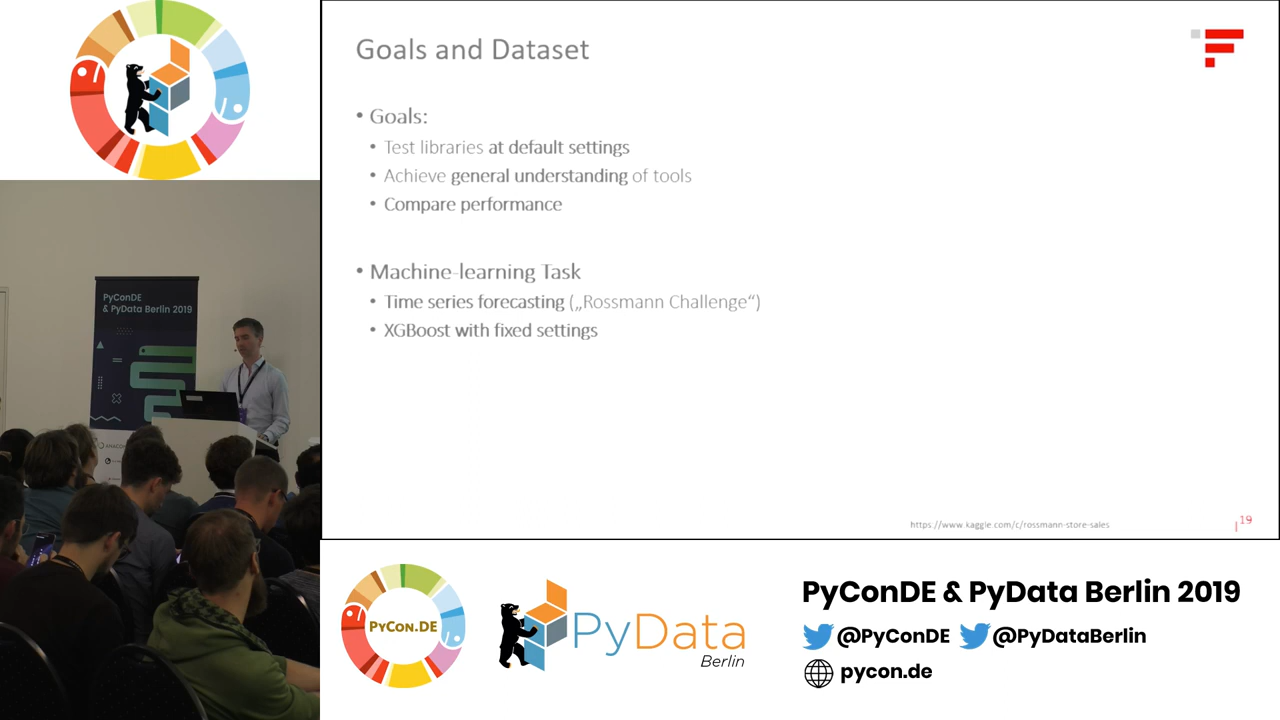 Goals and Dataset
• Goals:
• Test libraries at default settings
• Achieve general understanding of tools
• Compare performance
• Machine-learning Task
• Time series forecasting („Rossmann Challenge“)
• XGBoost with fixed settings
https://www.kaggle.com/c/rossmann-store-sales
|19
PyConDE
& PyData Berlin 2019
PyCon.DE
PyData
Berlin
PyConDE & PyData Berlin 2019
@PyConDE @PyDataBerlin
pycon.de